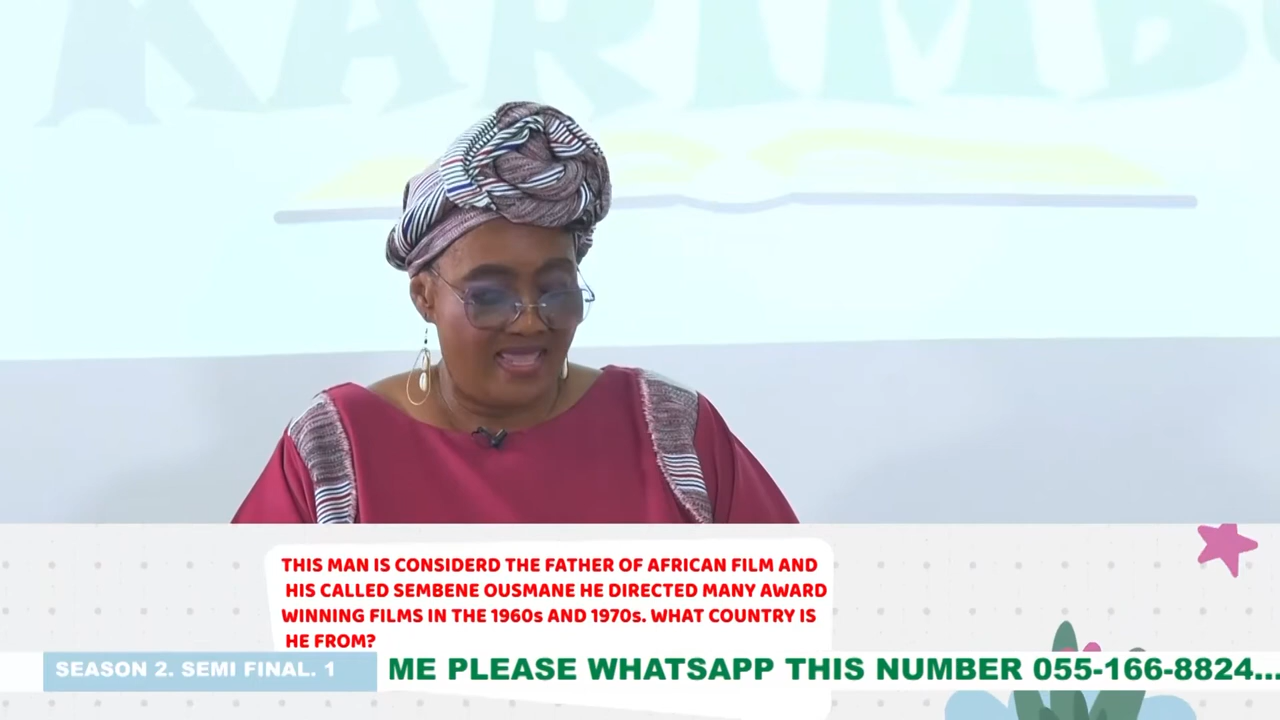 KARIMB
THIS MAN IS CONSIDERD THE FATHER OF AFRICAN FILM AND
HIS CALLED SEMBENE OUSMANE HE DIRECTED MANY AWARD
WINNING FILMS IN THE 1960s AND 1970s. WHAT COUNTRY IS
HE FROM?
SEASON 2. SEMI FINAL. 1
ME PLEASE WHATSAPP THIS NUMBER 055-166-8824...